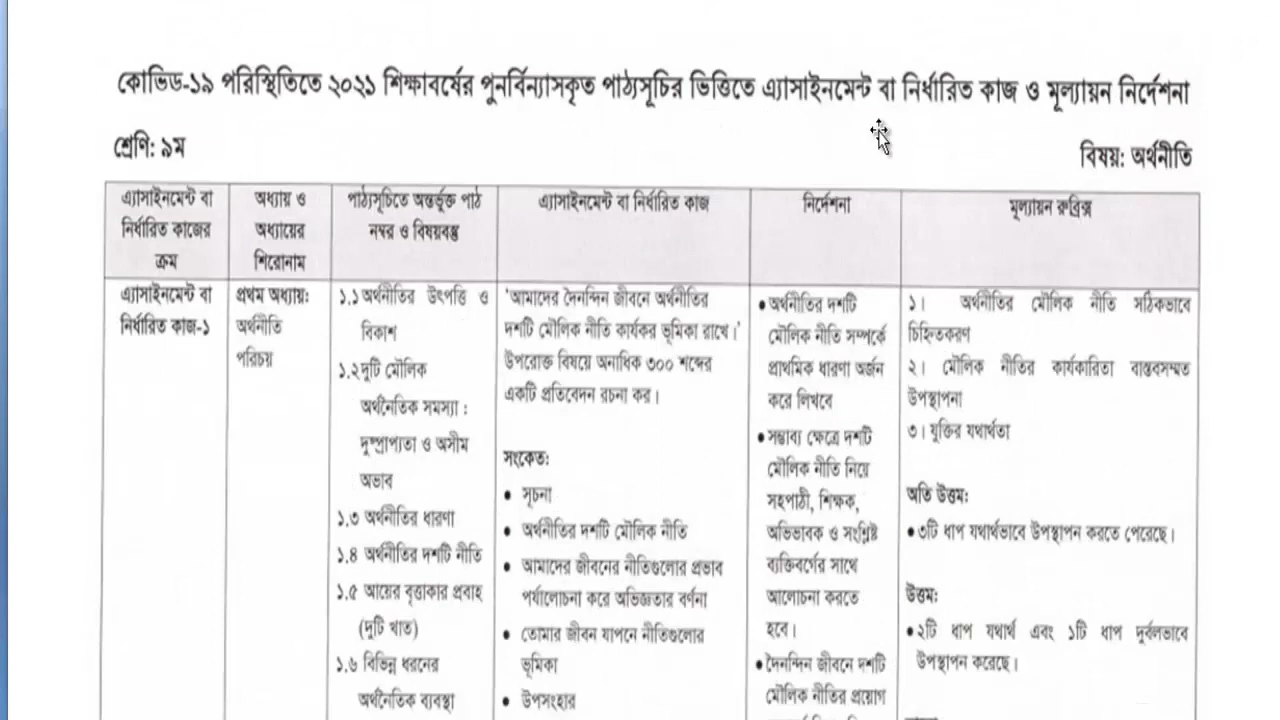 কোভিড-১৯ পরিস্থিতিতে ২০২১ শিক্ষাবর্ষের পুনর্বিন্যাসকৃত পাঠ্যসূচির ভিত্তিতে এ্যাসাইনমেন্ট বা নির্ধারিত কাজ ও মূল্যায়ন নির্দেশনা
শ্রেণি: ৯ম
বিষয়: অর্থনীতি
এ্যাসাইনমেন্ট বা
নির্ধারিত কাজের
ক্রম
অধ্যায় ও
অধ্যায়ের
শিরোনাম
পাঠ্যসূচিতে অন্তর্ভুক্ত পাঠ
নম্বর ও বিষয়বস্তু
এ্যাসাইনমেন্ট বা নির্ধারিত কাজ
নির্দেশনা
মূল্যায়ন রুব্রিক্স
এ্যাসাইনমেন্ট বা
নির্ধারিত কাজ-১
প্রথম অধ্যায়:
অর্থনীতি
পরিচয়
১.১ অর্থনীতির উৎপত্তি ও
বিকাশ
১.২ দুটি মৌলিক
অর্থনৈতিক সমস্যা :
দুষ্প্রাপ্যতা ও অসীম
অভাব
১.৩ অর্থনীতির ধারণা
১.৪ অর্থনীতির দশটি নীতি
১.৫ আয়ের বৃত্তাকার প্রবাহ
(দুটি খাত)
১.৬ বিভিন্ন ধরনের
অর্থনৈতিক ব্যবস্থা
‘আমাদের দৈনন্দিন জীবনে অর্থনীতির
দশটি মৌলিক নীতি কার্যকর ভূমিকা রাখে।’
উপরোক্ত বিষয়ে অনাধিক ৩০০ শব্দের
একটি প্রতিবেদন রচনা কর।
সংকেত:
• সূচনা
• অর্থনীতির দশটি মৌলিক নীতি
• আমাদের জীবনের নীতিগুলোর প্রভাব
পর্যালোচনা করে অভিজ্ঞতার বর্ণনা
• তোমার জীবন যাপনে নীতিগুলোর
ভূমিকা
• উপসংহার
• অর্থনীতির দশটি
মৌলিক নীতি সম্পর্কে
প্রাথমিক ধারণা অর্জন
করে লিখবে
• সম্ভাব্য ক্ষেত্রে দশটি
মৌলিক নীতি নিয়ে
সহপাঠী, শিক্ষক,
অভিভাবক ও সংশ্লিষ্ট
ব্যক্তিবর্গের সাথে
আলোচনা করতে
হবে।
• দৈনন্দিন জীবনে দশটি
মৌলিক নীতির প্রয়োগ
১। অর্থনীতির মৌলিক নীতি সঠিকভাবে
চিহ্নিতকরণ
২। মৌলিক নীতির কার্যকারিতা বাস্তবসম্মত
উপস্থাপনা
৩। যুক্তির যথার্থতা
অতি উত্তম:
• ৩টি ধাপ যথার্থভাবে উপস্থাপন করতে পেরেছে।
উত্তম:
• ২টি ধাপ যথার্থ এবং ১টি ধাপ দুর্বলভাবে
উপস্থাপন করেছে।